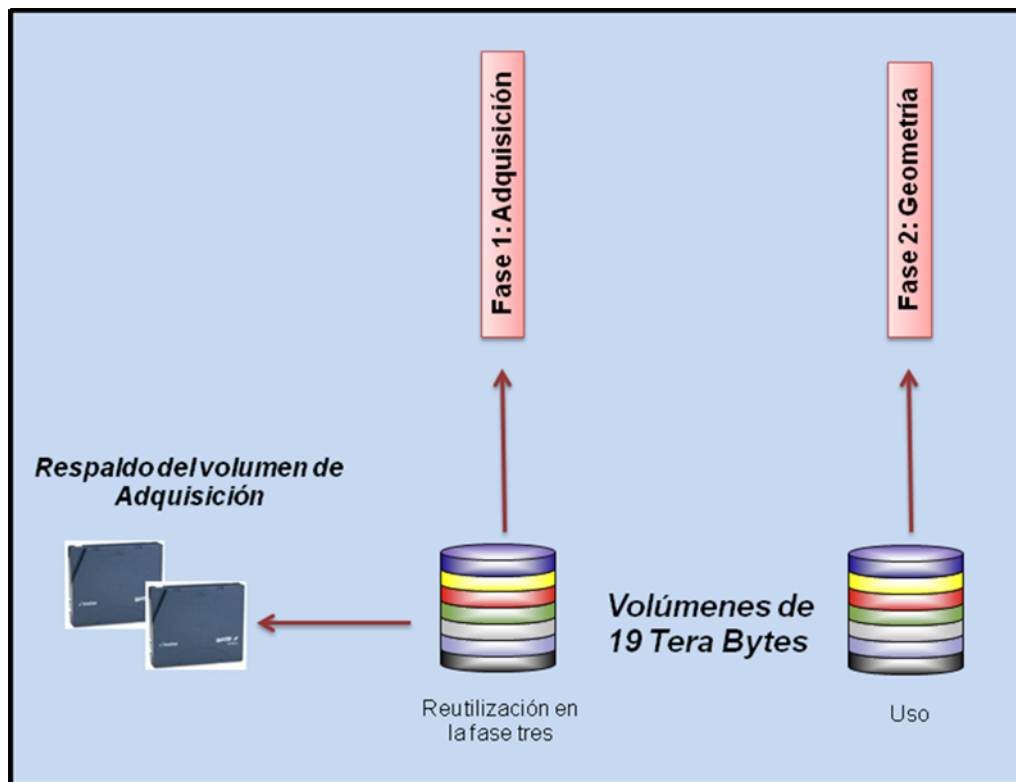 Fase 1: Adquisición
Fase 2: Geometría
Respaldo del volumen de
Adquisición
Volúmenes de
19 Tera Bytes
Reutilización en
la fase tres
Uso